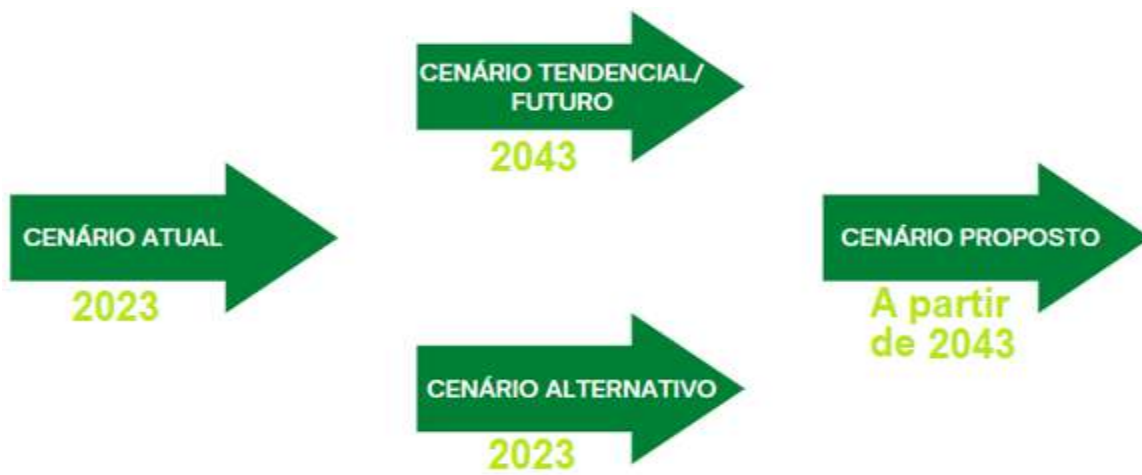 CENÁRIO TENDENCIAL/
FUTURO
2043
CENÁRIO ATUAL
2023
CENÁRIO PROPOSTO
A partir
de 2043
CENÁRIO ALTERNATIVO
2023